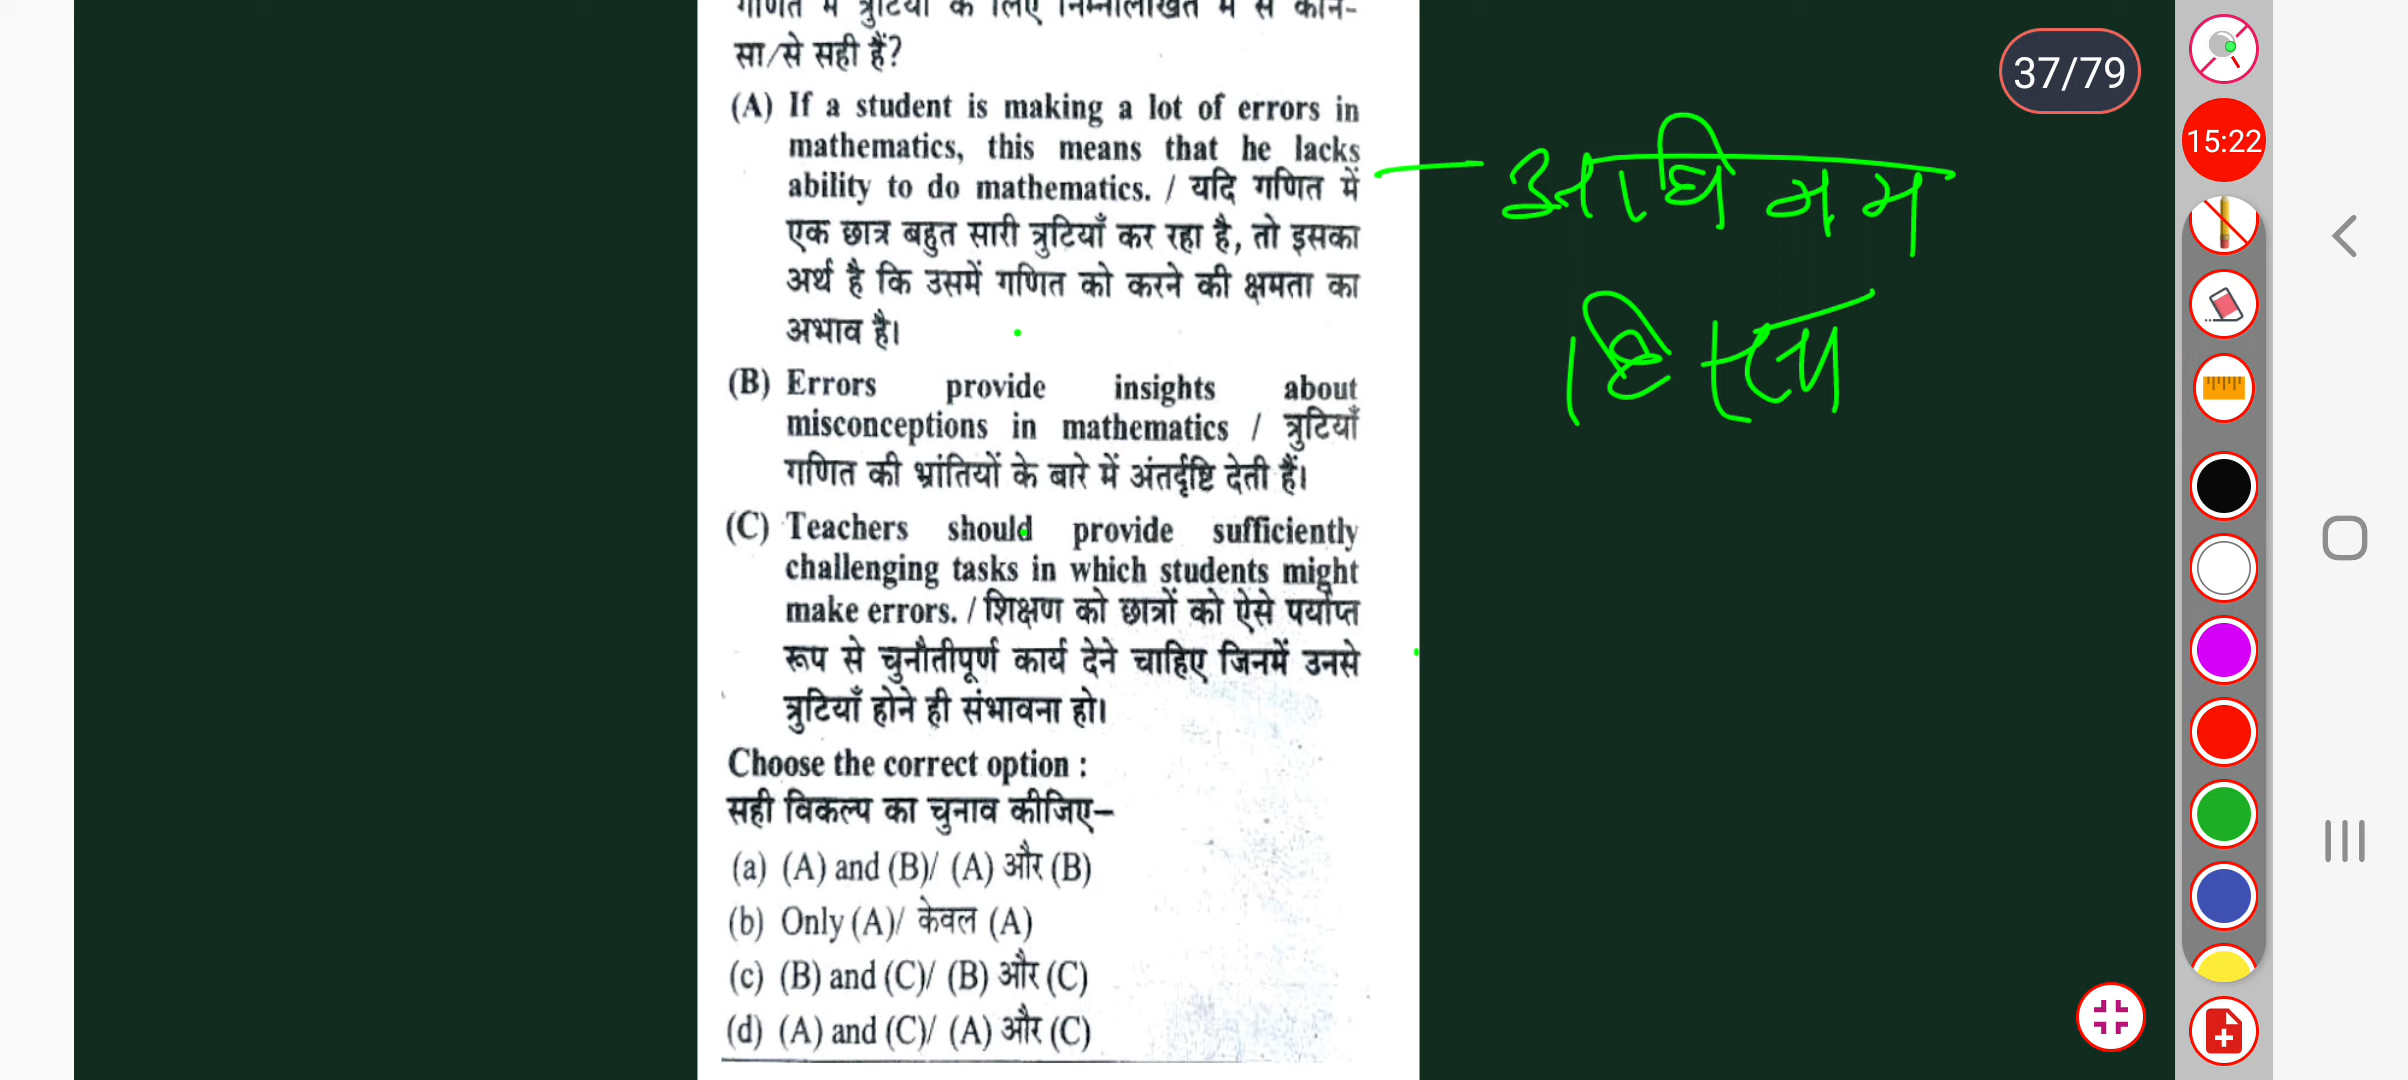 गणित में त्रुटियों के लिए निम्नलिखित में से कौन-
सा/से सही हैं?
(A) If a student is making a lot of errors in
mathematics, this means that he lacks
ability to do mathematics. / यदि गणित में
एक छात्र बहुत सारी त्रुटियाँ कर रहा है, तो इसका
अर्थ है कि उसमें गणित को करने की क्षमता का
अभाव है।
(B) Errors provide insights about
misconceptions in mathematics / त्रुटियाँ
गणित की भ्रांतियों के बारे में अंतर्दृष्टि देती हैं।
(C) Teachers should provide sufficiently
challenging tasks in which students might
make errors. / शिक्षण को छात्रों को ऐसे पर्याप्त
रूप से चुनौतीपूर्ण कार्य देने चाहिए जिनमें उनसे
त्रुटियाँ होने ही संभावना हो।
Choose the correct option :
सही विकल्प का चुनाव कीजिए–
(a) (A) and (B)/ (A) और (B)
(b) Only (A)/ केवल (A)
(c) (B) and (C)/ (B) और (C)
(d) (A) and (C)/ (A) और (C)
37/79
15:22